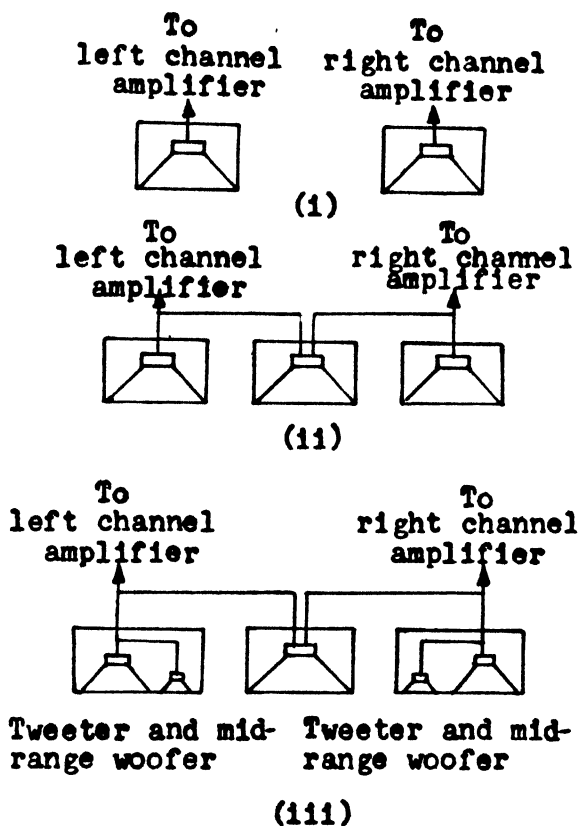 To
left channel
amplifier
To
right channel
amplifier
(i)
To
left channel
amplifier
To
right channel
amplifier
(ii)
To
left channel
amplifier
To
right channel
amplifier
Tweeter and mid-
range woofer
Tweeter and mid-
range woofer
(iii)